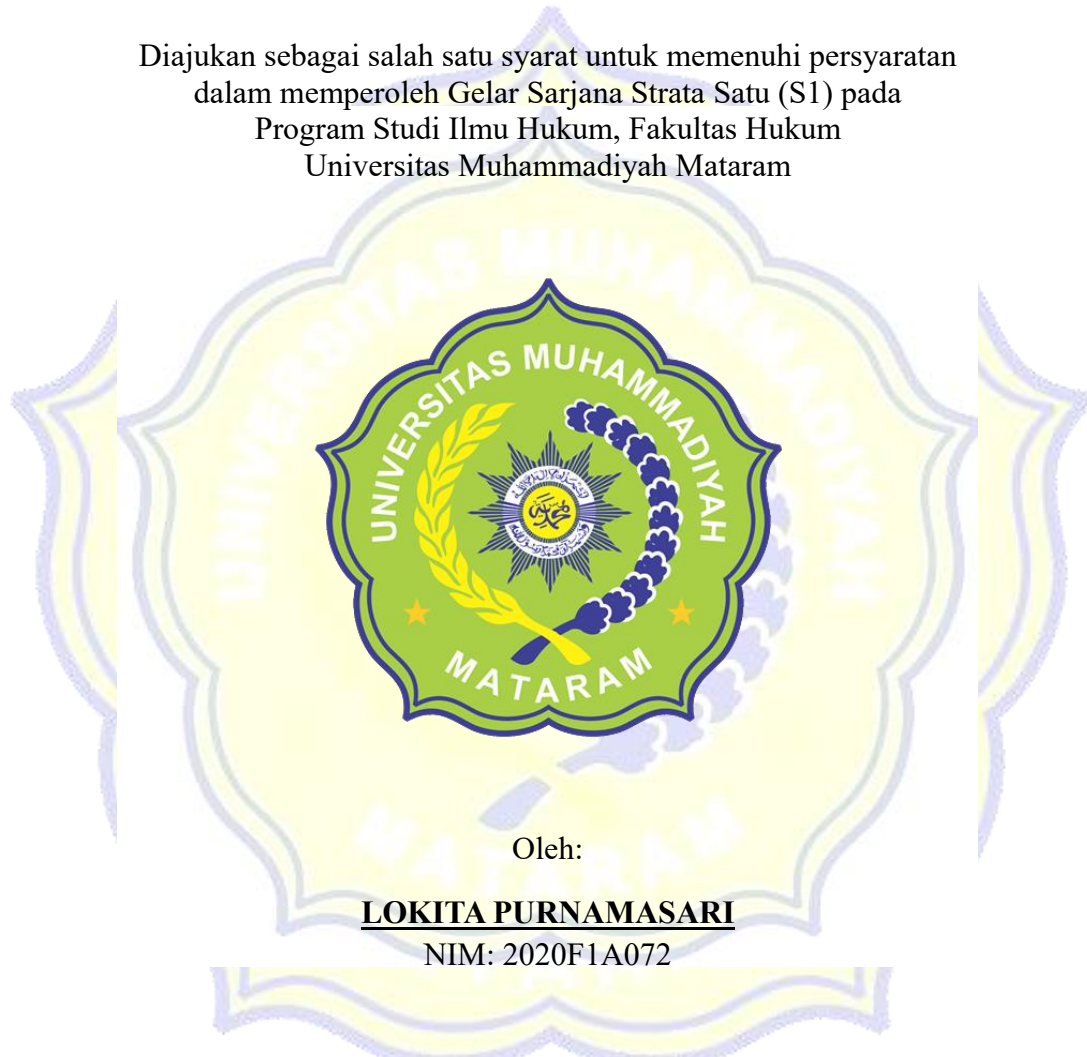 Diajukan sebagai salah satu syarat untuk memenuhi persyaratan
dalam memperoleh Gelar Sarjana Strata Satu (S1) pada
Program Studi Ilmu Hukum, Fakultas Hukum
Universitas Muhammadiyah Mataram
UNIVERSITAS MUHAMMADIYAH
MATARAM
Oleh:
LOKITA PURNAMASARI
NIM: 2020F1A072